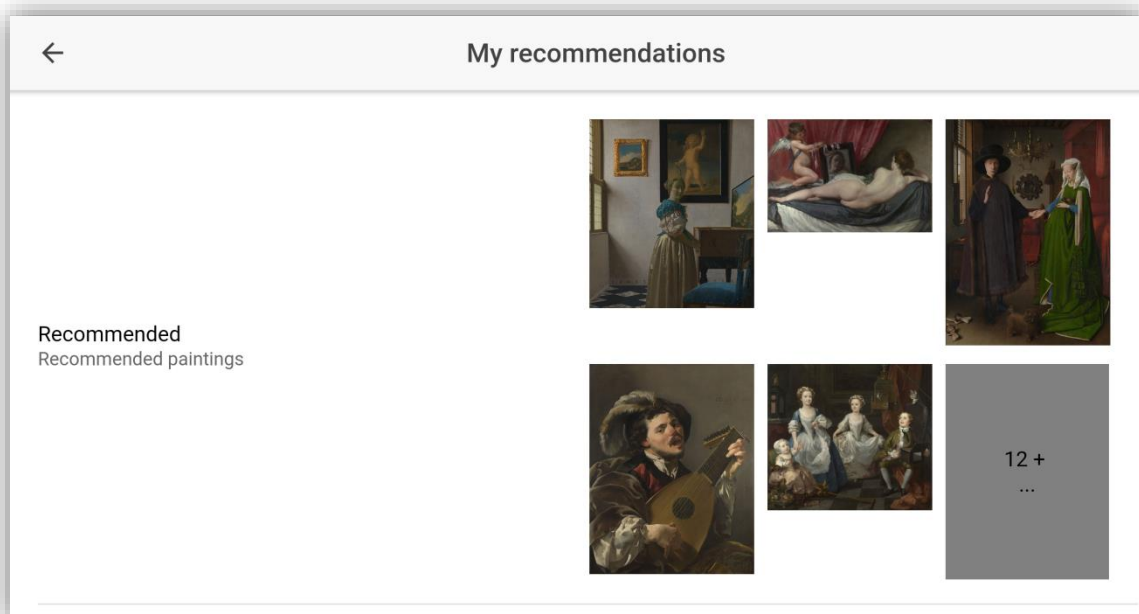 My recommendations
Recommended
Recommended paintings
12 +
...